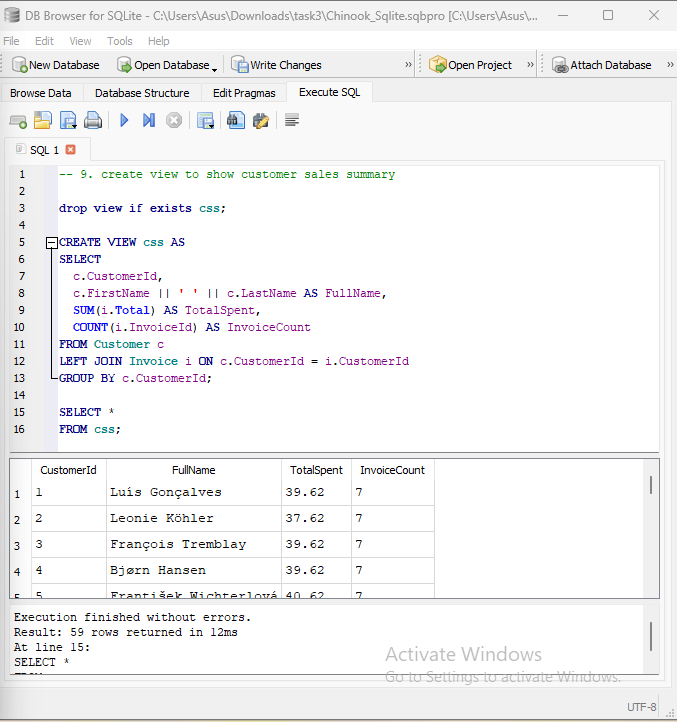 DB Browser for SQLite - C:\Users\Asus\Downloads\task3\Chinook_Sqlite.sqbpro [C:\Users\Asus\...
File Edit View Tools Help
New Database Open Database Write Changes » Open Project » Attach Database »
Browse Data Database Structure Edit Pragmas Execute SQL
SQL 1
1 -- 9. create view to show customer sales summary
2
3 drop view if exists css;
4
5 CREATE VIEW css AS
6 SELECT
7 c.CustomerId,
8 c.FirstName || ' ' || c.LastName AS FullName,
9 SUM(i.Total) AS TotalSpent,
10 COUNT(i.InvoiceId) AS InvoiceCount
11 FROM Customer c
12 LEFT JOIN Invoice i ON c.CustomerId = i.CustomerId
13 GROUP BY c.CustomerId;
14
15 SELECT *
16 FROM css;
CustomerId FullName TotalSpent InvoiceCount
1 1 Luís Gonçalves 39.62 7
2 2 Leonie Köhler 37.62 7
3 3 François Tremblay 39.62 7
4 4 Bjørn Hansen 39.62 7
5 5 František Wichterlová 40.62 7
Execution finished without errors.
Result: 59 rows returned in 12ms
At line 15:
SELECT *
Activate Windows
Go to Settings to activate Windows.
UTF-8